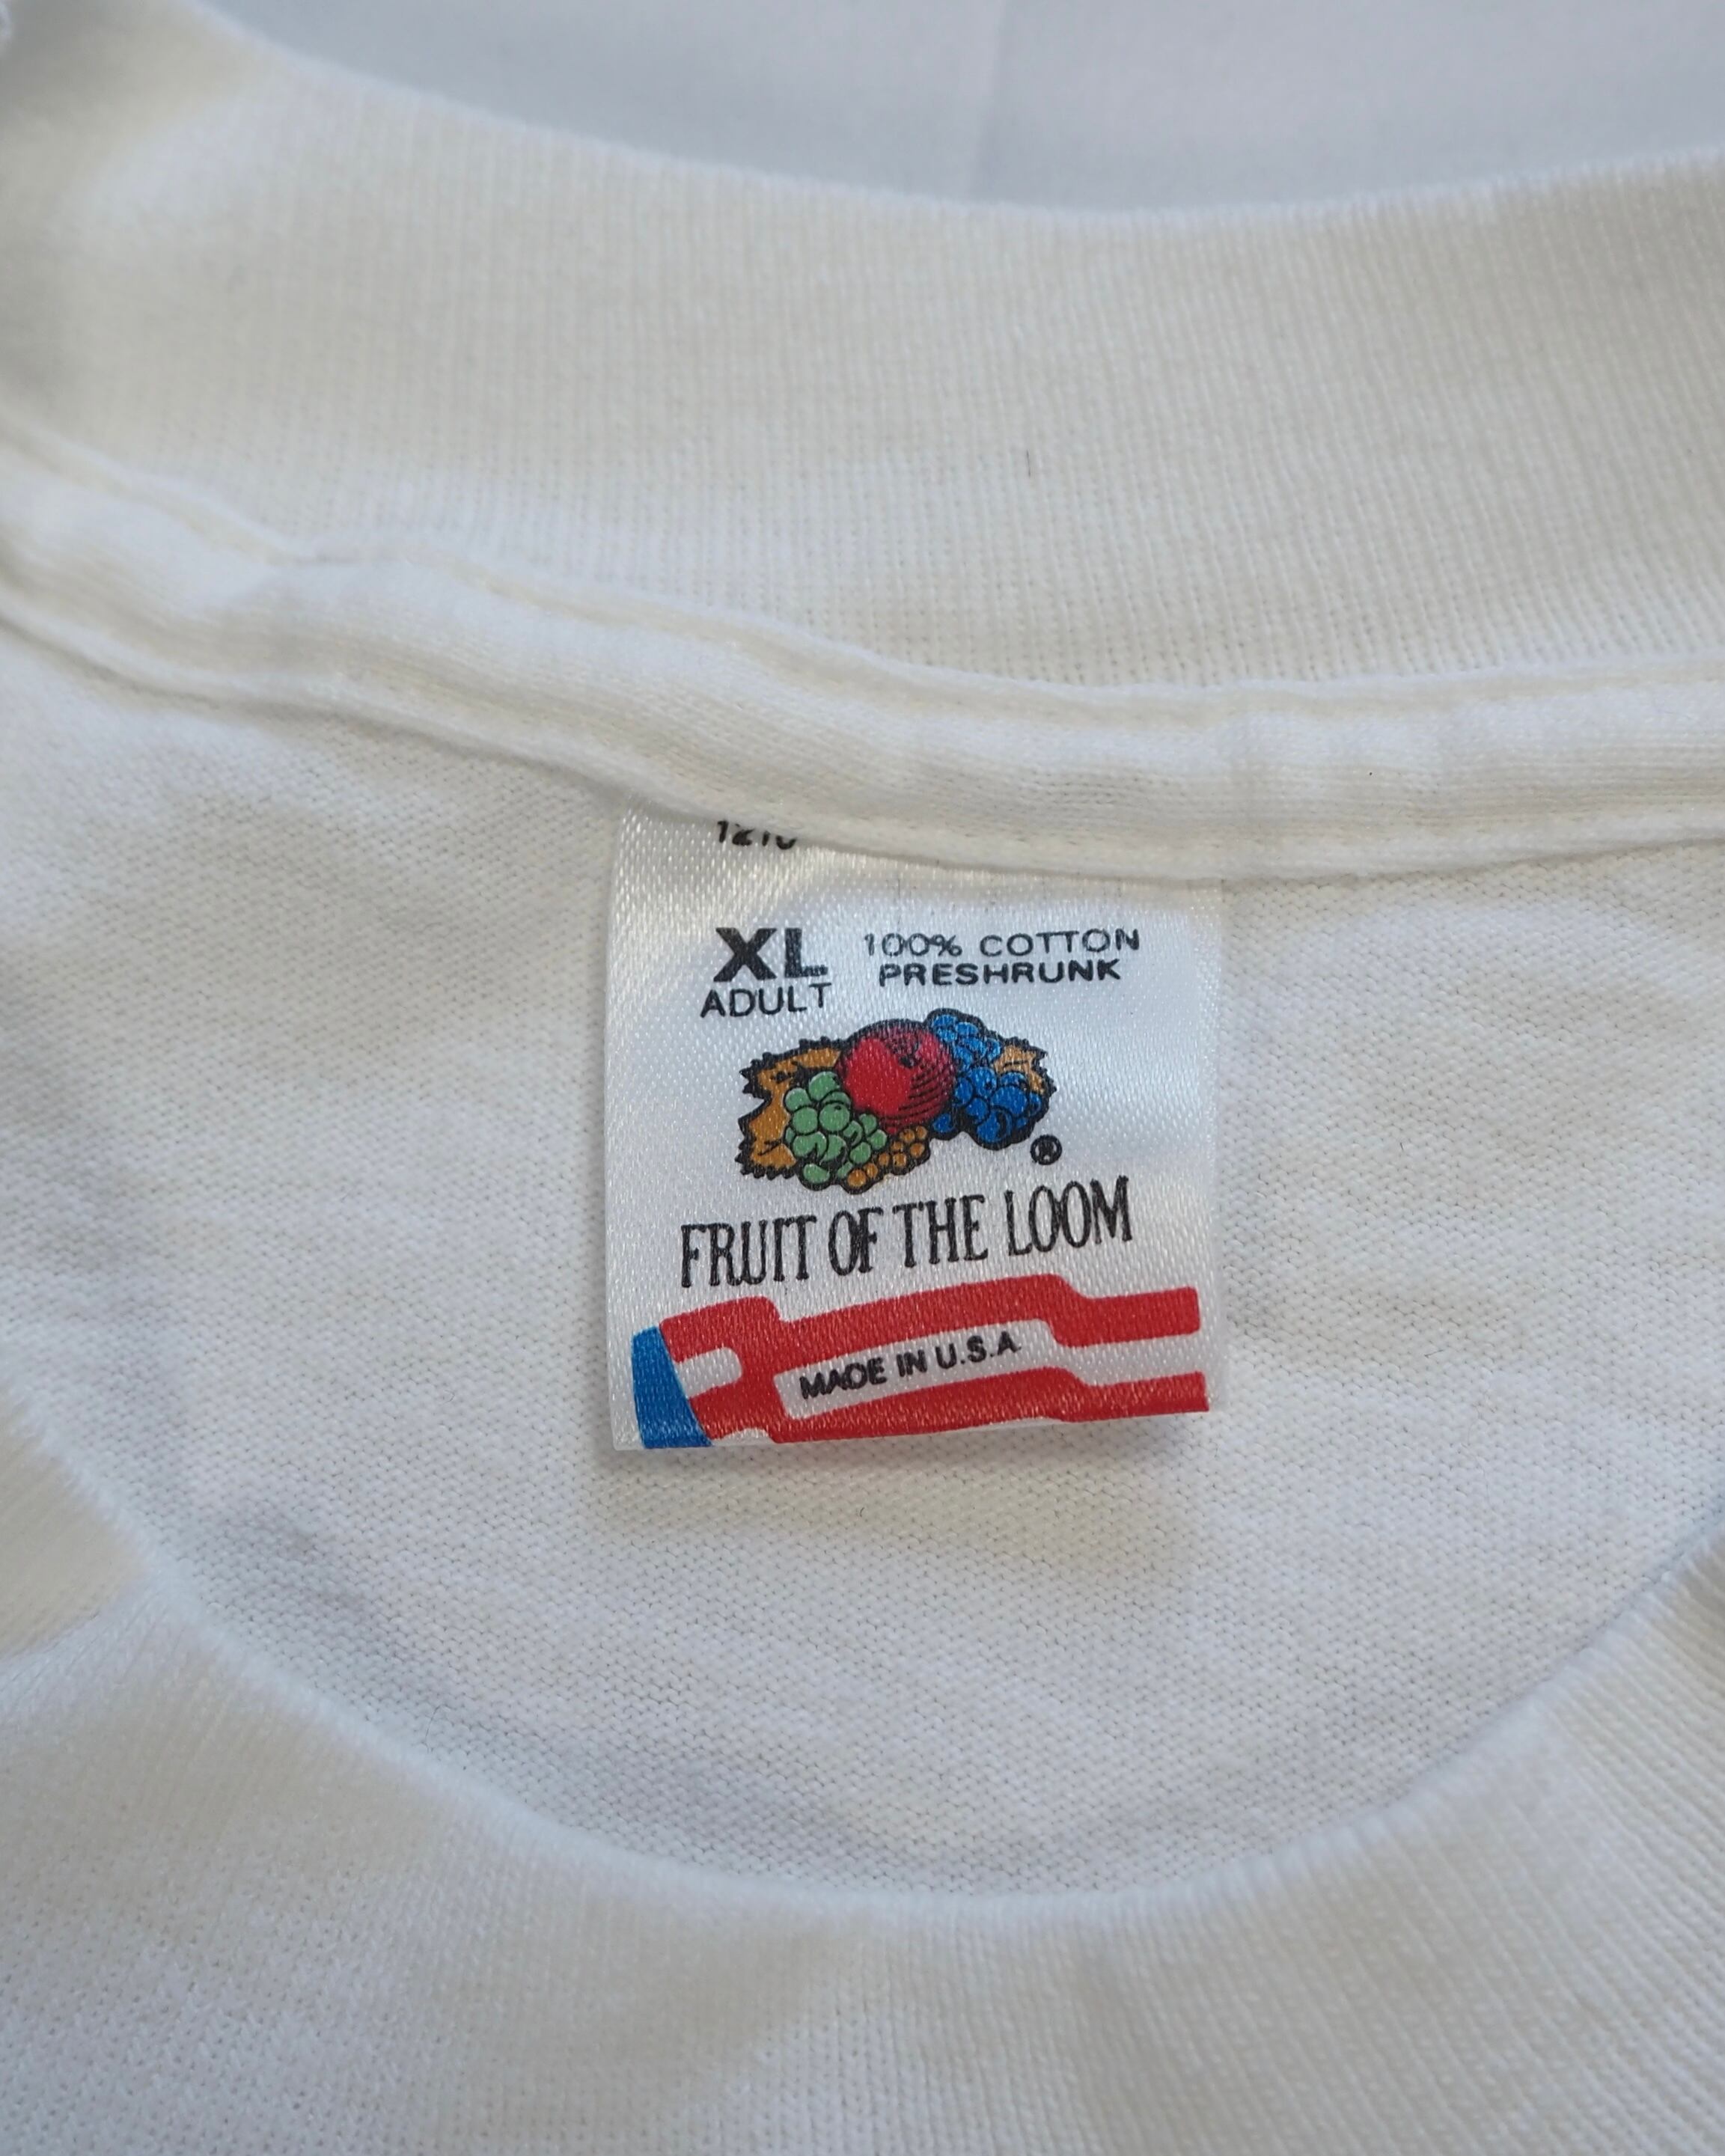 XL
ADULT
100% COTTON
PRESHRUNK
®
FRUIT OF THE LOOM
MADE IN U.S.A